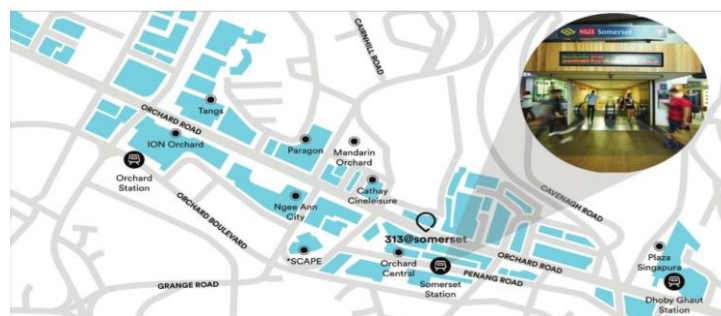 NS23 Somerset
CAIRNHILL ROAD
Tangs
ORCHARD ROAD
ION Orchard
Orchard
Station
Paragon
Mandarin
Orchard
Cathay
Cineleisure
Ngee Ann
City
ORCHARD BOULEVARD
CAVENAGH ROAD
313@somerset
*SCAPE
Orchard
Central
Somerset
Station
ORCHARD ROAD
PENANG ROAD
GRANGE ROAD
Plaza
Singapura
Dhoby Ghaut
Station